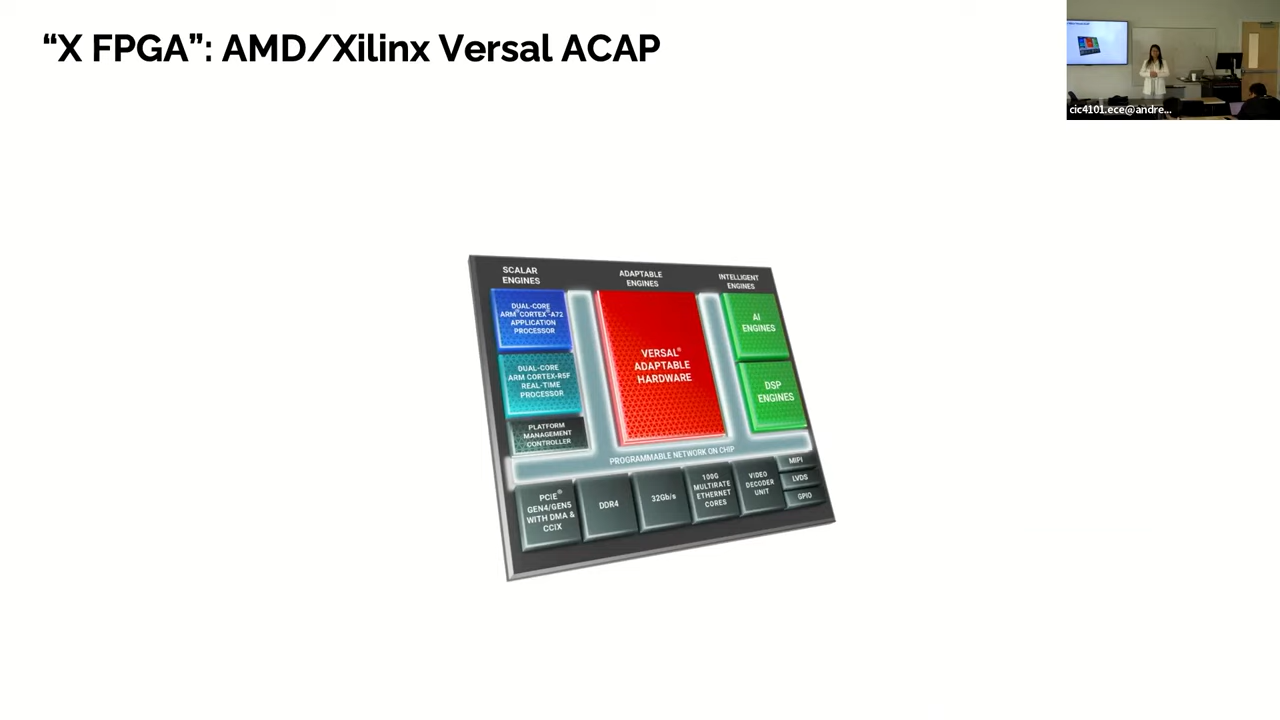 “X FPGA”: AMD/Xilinx Versal ACAP
cic4101.ece@andre...
SCALAR
ENGINES
ADAPTABLE
ENGINES
INTELLIGENT
ENGINES
DUAL-CORE
ARM® CORTEX®-A72
APPLICATION
PROCESSOR
DUAL-CORE
ARM CORTEX-R5F
REAL-TIME
PROCESSOR
PLATFORM
MANAGEMENT
CONTROLLER
VERSAL®
ADAPTABLE
HARDWARE
AI
ENGINES
DSP
ENGINES
PROGRAMMABLE NETWORK ON CHIP
PCIE®
GEN4/GEN5
WITH DMA &
CCIX
DDR4
32Gb/s
100G
MULTIRATE
ETHERNET
CORES
VIDEO
DECODER
UNIT
MIPI
LVDS
GPIO